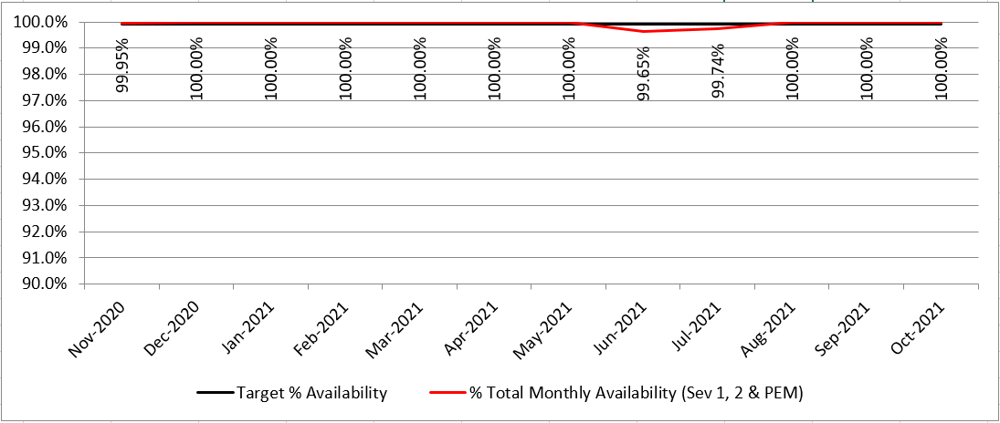 100.0%
99.0%
98.0%
97.0%
96.0%
95.0%
94.0%
93.0%
92.0%
91.0%
90.0%
99.95%
100.00%
100.00%
100.00%
100.00%
100.00%
100.00%
99.65%
99.74%
100.00%
100.00%
100.00%
Nov-2020
Dec-2020
Jan-2021
Feb-2021
Mar-2021
Apr-2021
May-2021
Jun-2021
Jul-2021
Aug-2021
Sep-2021
Oct-2021
Target % Availability
% Total Monthly Availability (Sev 1, 2 & PEM)